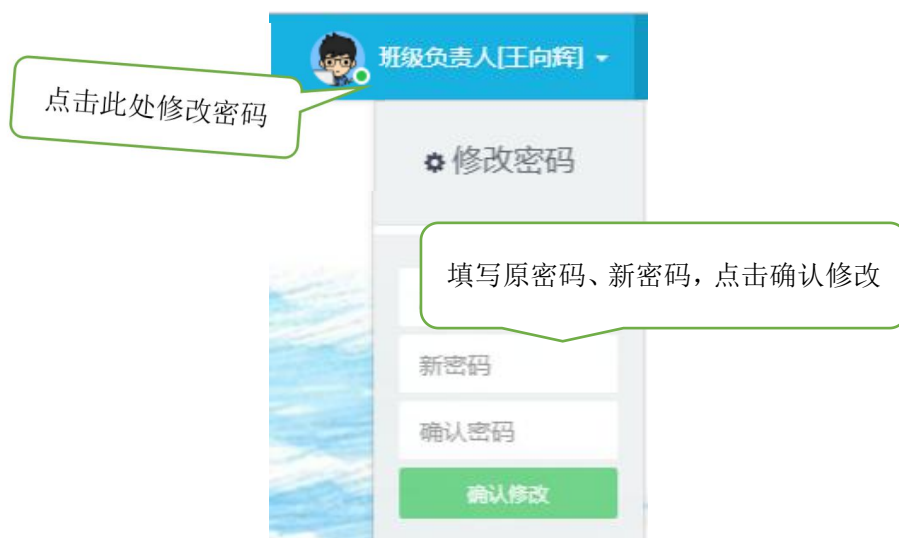 班级负责人[王向辉]
点击此处修改密码
修改密码
填写原密码、新密码，点击确认修改
新密码
确认密码
确认修改